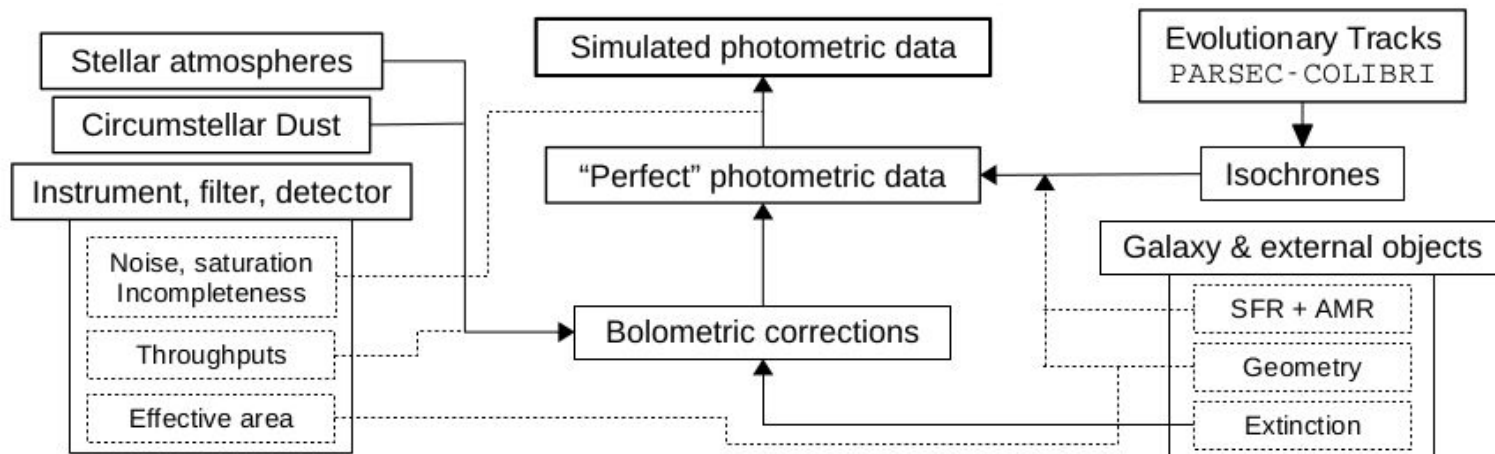 Stellar atmospheres
Circumstellar Dust
Instrument, filter, detector
Noise, saturation
Incompleteness
Throughputs
Effective area
Simulated photometric data
“Perfect” photometric data
Bolometric corrections
Evolutionary Tracks
PARSEC-COLIBRI
Isochrones
Galaxy & external objects
SFR + AMR
Geometry
Extinction